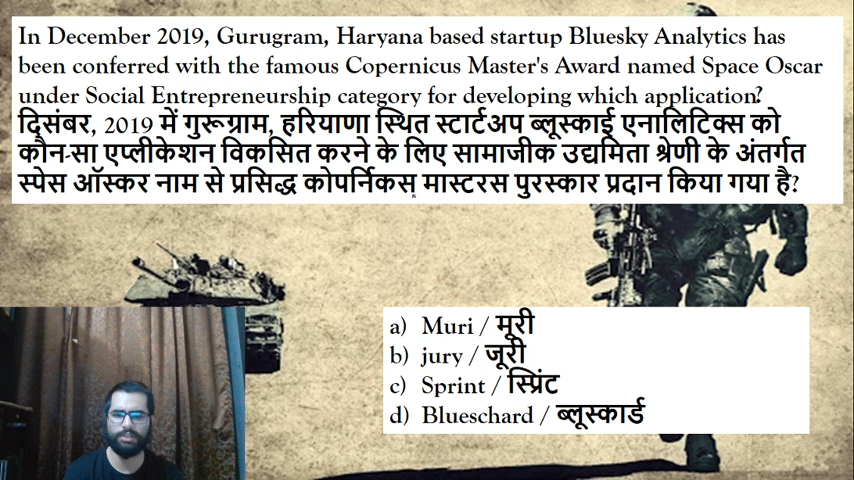 In December 2019, Gurugram, Haryana based startup Bluesky Analytics has
been conferred with the famous Copernicus Master's Award named Space Oscar
under Social Entrepreneurship category for developing which application?
दिसंबर, 2019 में गुरूग्राम, हरियाणा स्थित स्टार्टअप ब्लूस्काई एनालिटिक्स को
कौन-सा एप्लीकेशन विकसित करने के लिए सामाजीक उद्यमिता श्रेणी के अंतर्गत
स्पेस ऑस्कर नाम से प्रसिद्ध कोपर्निकस् मास्टरस पुरस्कार प्रदान किया गया है?
a) Muri / मूरी
b) jury / जूरी
c) Sprint / स्प्रिंट
d) Blueschard / ब्लूस्कार्ड